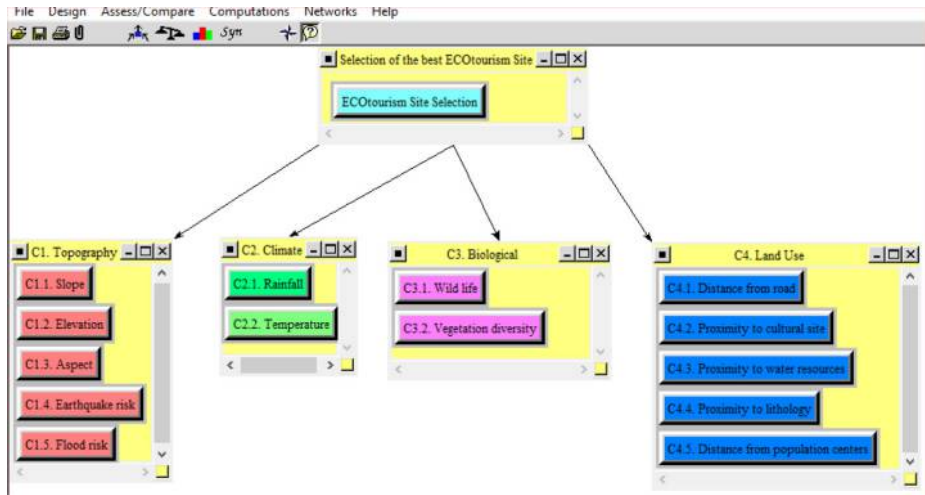 File Design Assess/Compare Computations Networks Help
Syn
Selection of the best ECOtourism Site
ECOtourism Site Selection
C1. Topography
C1.1. Slope
C1.2. Elevation
C1.3. Aspect
C1.4. Earthquake risk
C1.5. Flood risk
C2. Climate
C2.1. Rainfall
C2.2. Temperature
C3. Biological
C3.1. Wild life
C3.2. Vegetation diversity
C4. Land Use
C4.1. Distance from road
C4.2. Proximity to cultural site
C4.3. Proximity to water resources
C4.4. Proximity to lithology
C4.5. Distance from population centers